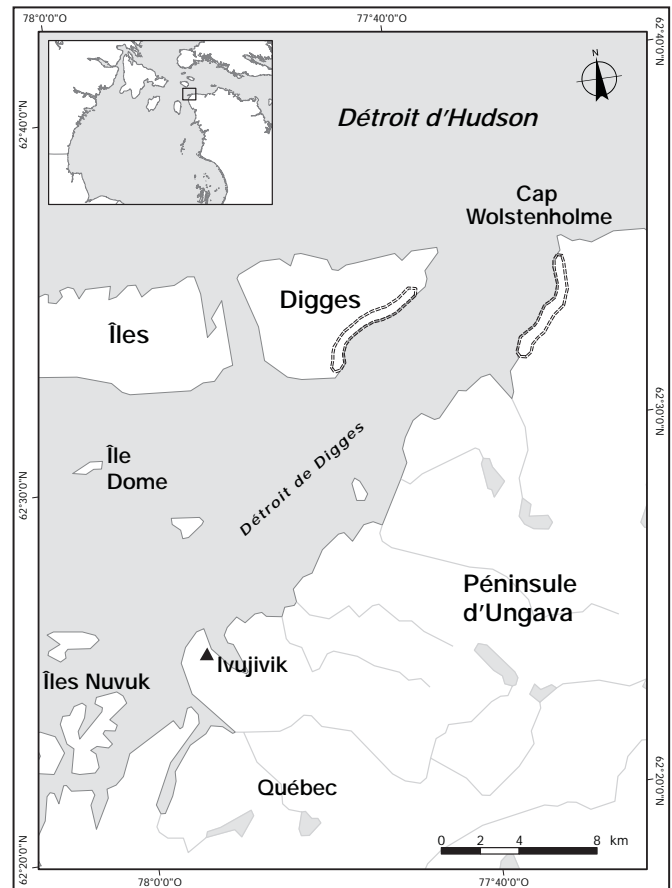 78°0'0"O
77°40'0"O
62°40'0"N
62°40'0"N
N
Détroit d'Hudson
Cap
Wolstenholme
Digges
Îles
62°30'0"N
Île
Dome
Détroit de Digges
62°30'0"N
Péninsule
d'Ungava
Ivujivik
Îles Nuvuk
Québec
62°20'0"N
0 2 4 8 km
62°20'0"N
78°0'0"O
77°40'0"O